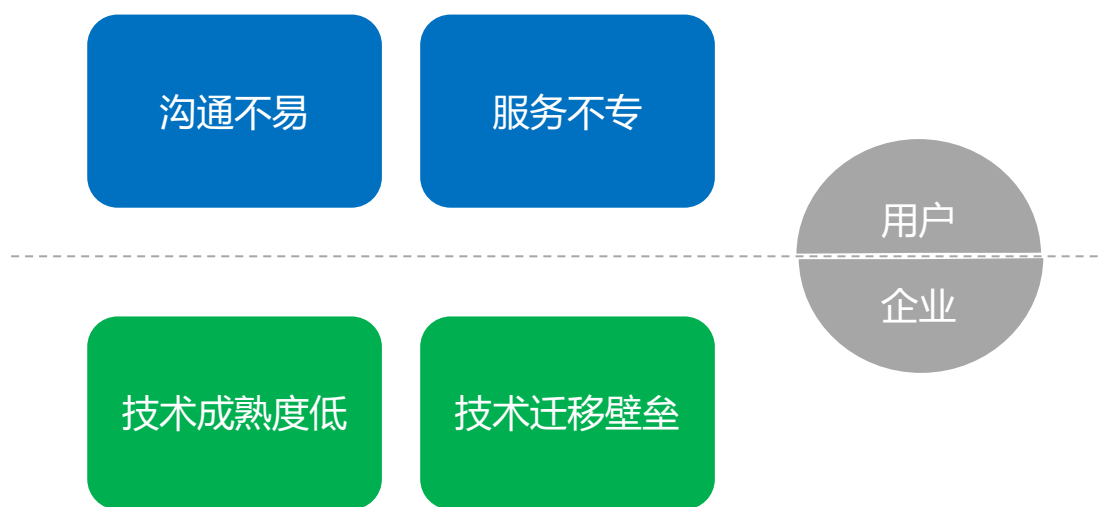 沟通不易
服务不专
用户
企业
技术成熟度低
技术迁移壁垒